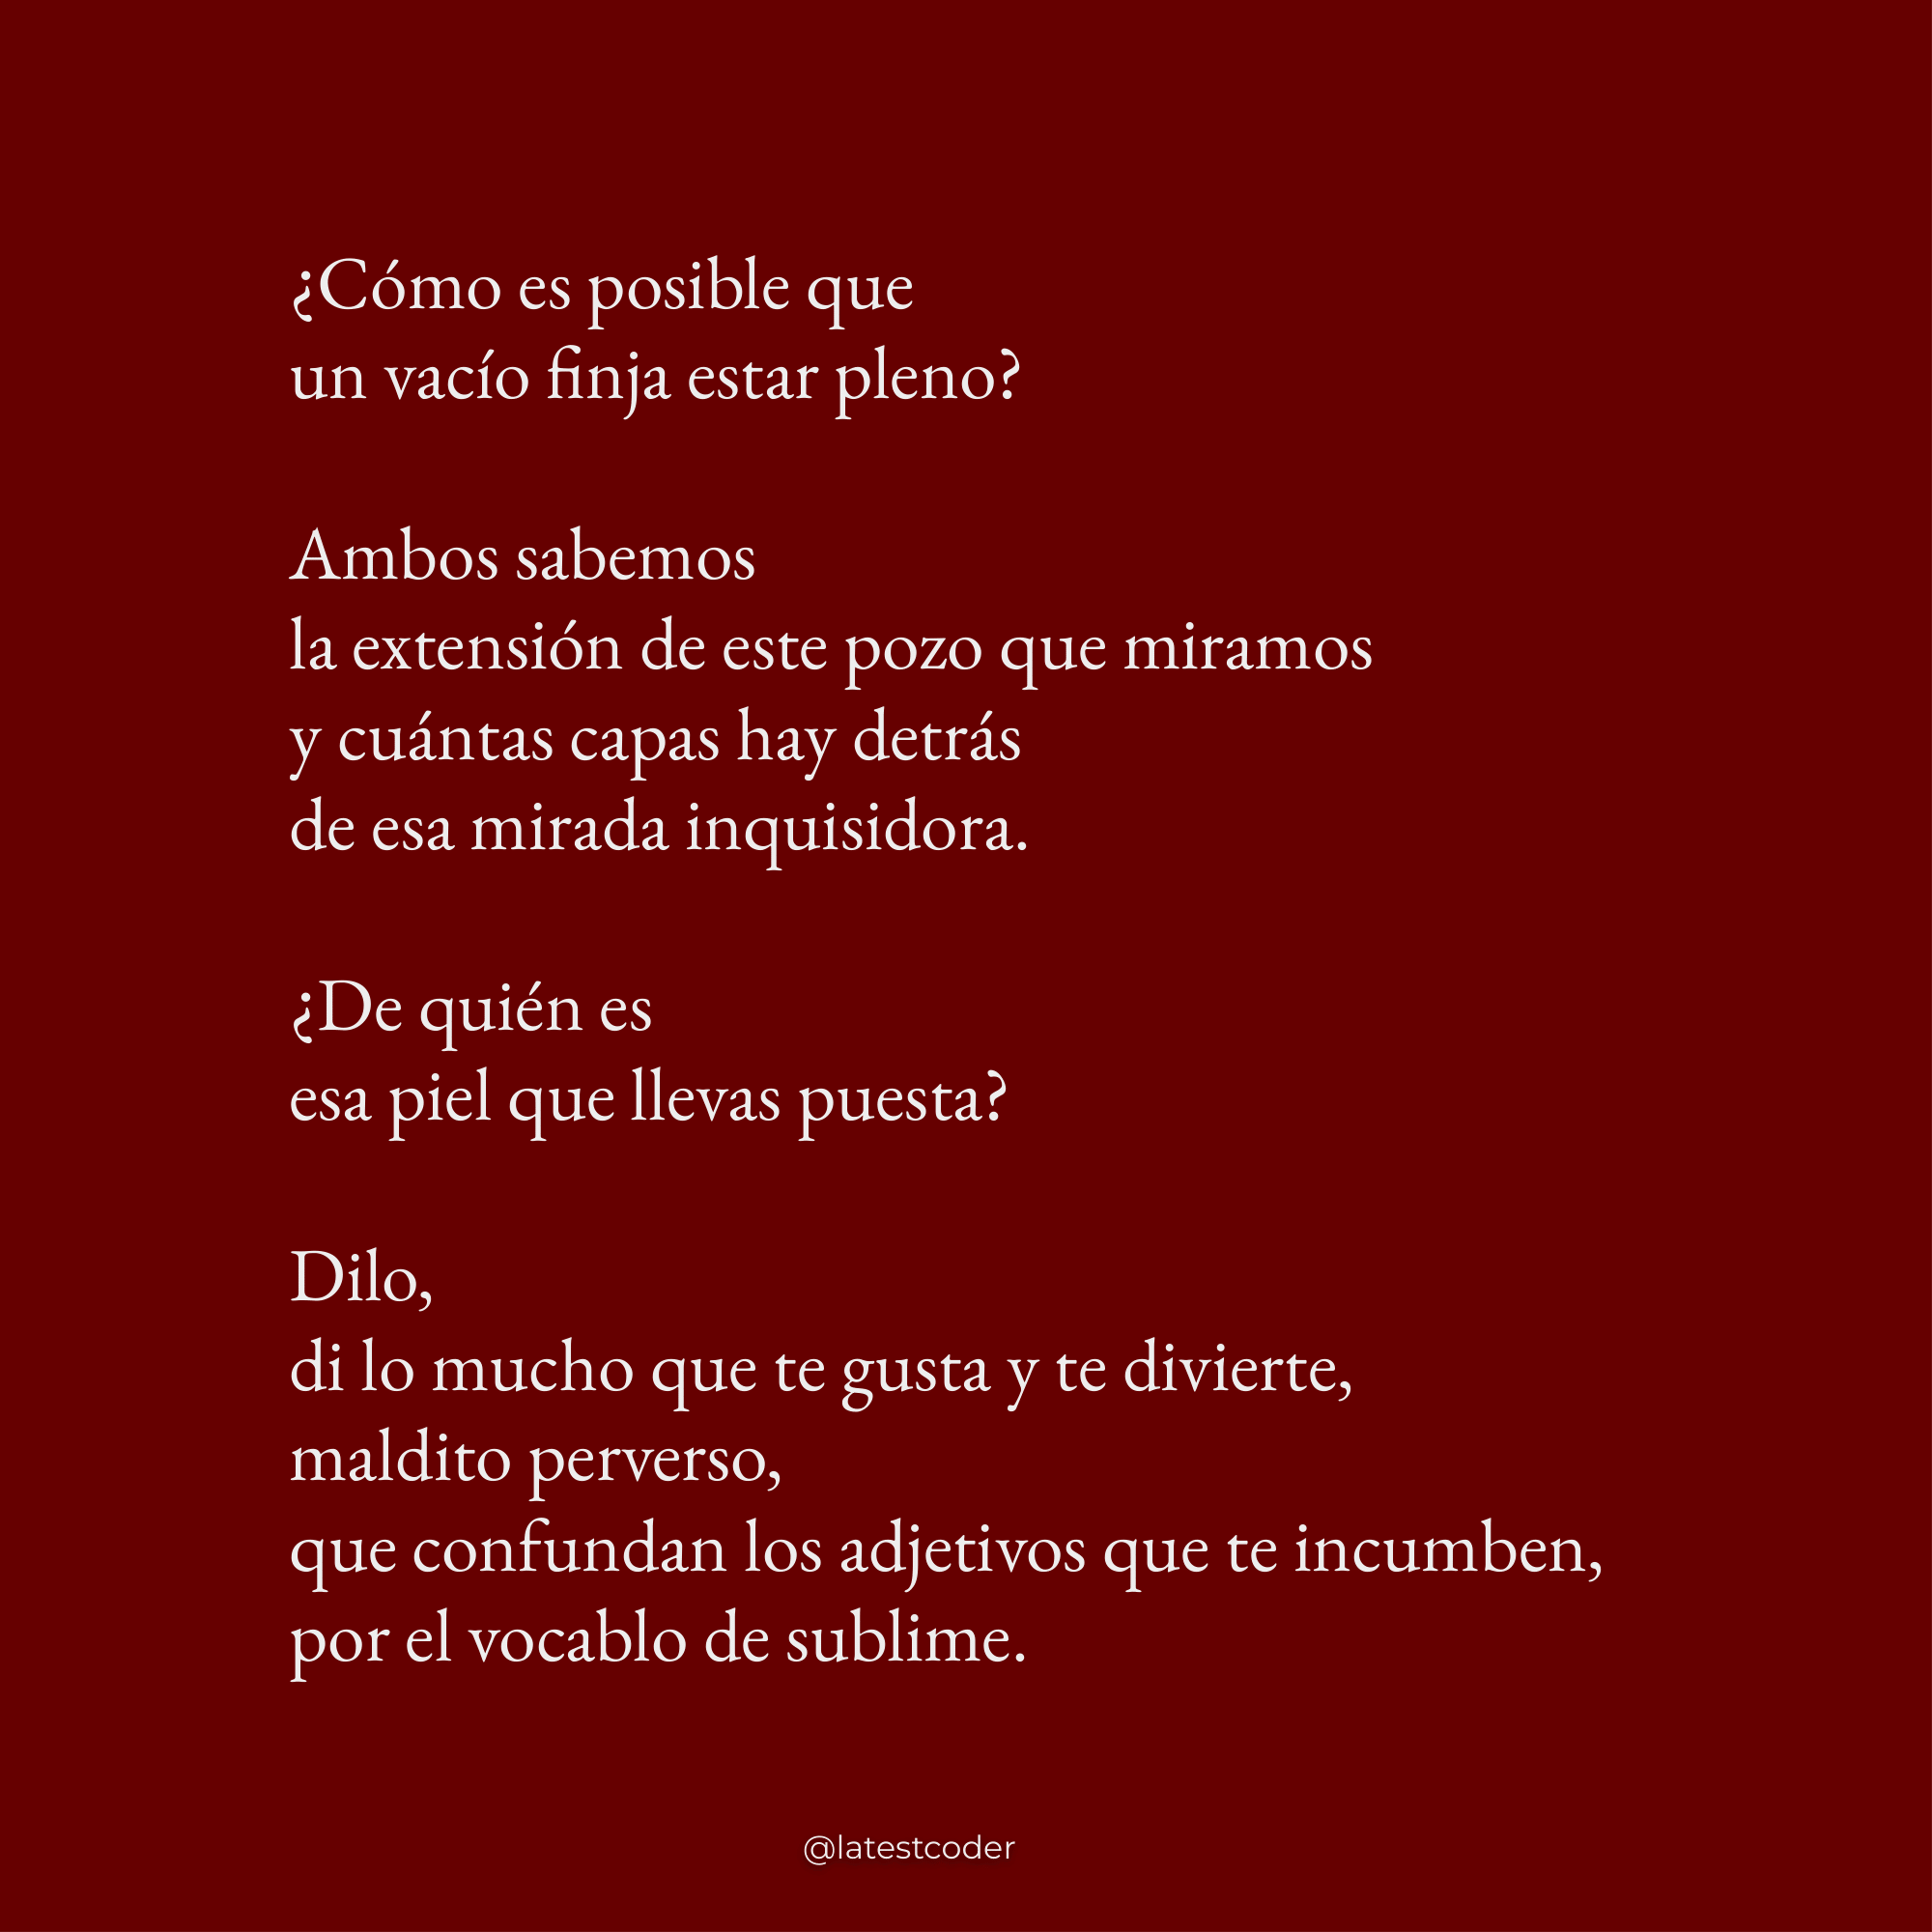 ¿Cómo es posible que
un vacío finja estar pleno?
Ambos sabemos
la extensión de este pozo que miramos
y cuántas capas hay detrás
de esa mirada inquisidora.
¿De quién es
esa piel que llevas puesta?
Dilo,
di lo mucho que te gusta y te divierte,
maldito perverso,
que confundan los adjetivos que te incumben,
por el vocablo de sublime.
@latestcoder